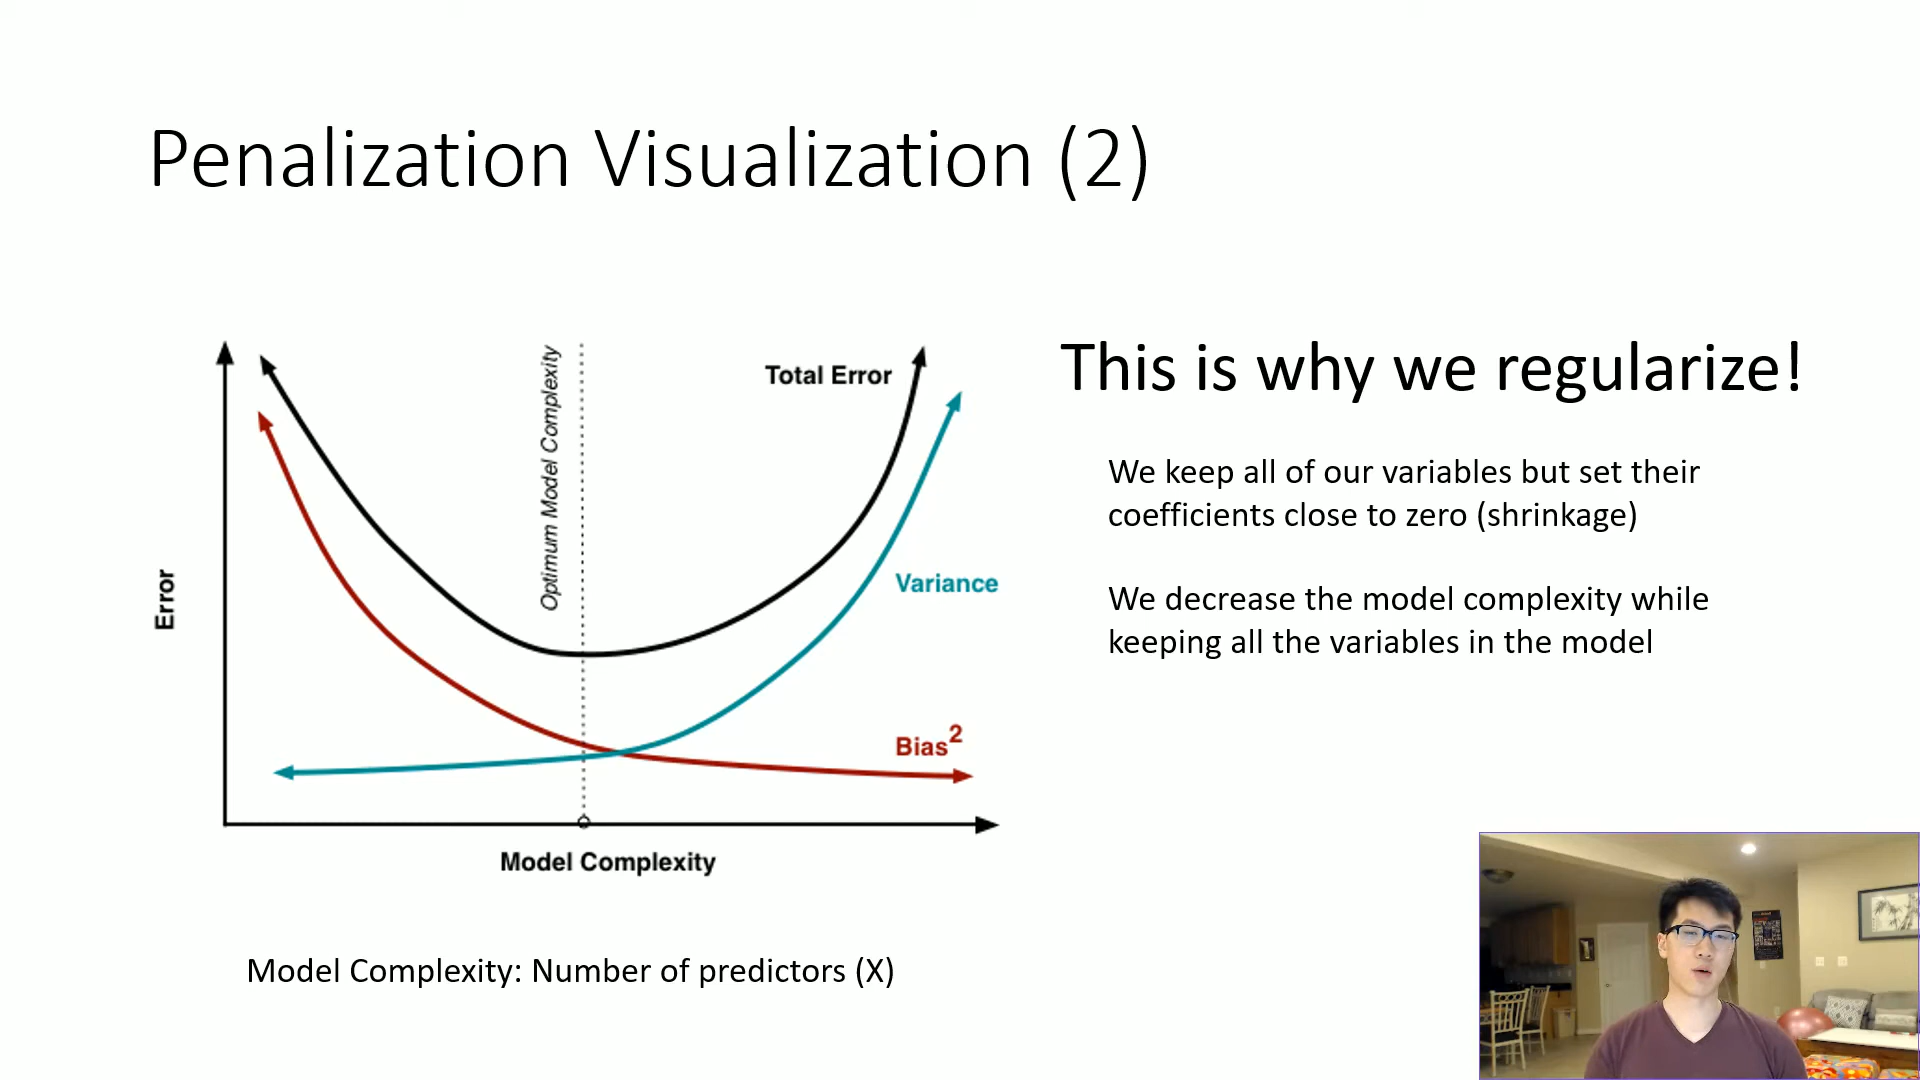 Penalization Visualization (2)
Optimum Model Complexity
Total Error
Variance
Bias²
Error
Model Complexity
Model Complexity: Number of predictors (X)
This is why we regularize!
We keep all of our variables but set their
coefficients close to zero (shrinkage)
We decrease the model complexity while
keeping all the variables in the model